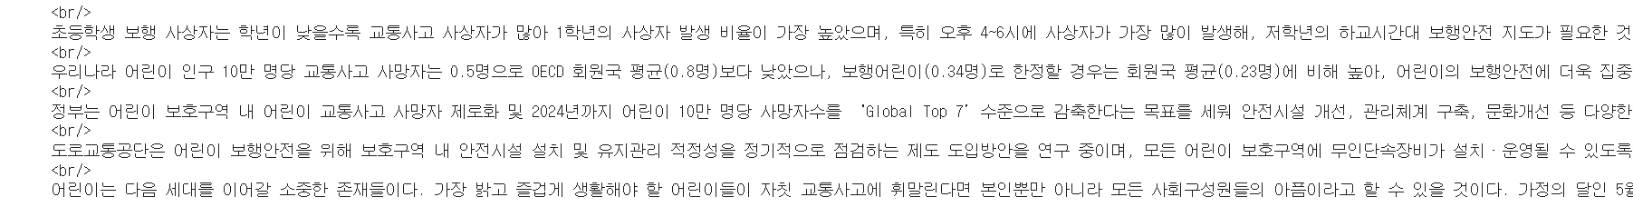 <br/>
초등학생 보행 사상자는 학년이 낮을수록 교통사고 사상자가 많아 1학년의 사상자 발생 비율이 가장 높았으며, 특히 오후 4~6시에 사상자가 가장 많이 발생해, 저학년의 하교시간대 보행안전 지도가 필요한 것
<br/>
우리나라 어린이 인구 10만 명당 교통사고 사망자는 0.5명으로 OECD 회원국 평균(0.8명)보다 낮았으나, 보행어린이(0.34명)로 한정할 경우는 회원국 평균(0.23명)에 비해 높아, 어린이의 보행안전에 더욱 집중
<br/>
정부는 어린이 보호구역 내 어린이 교통사고 사망자 제로화 및 2024년까지 어린이 10만 명당 사망자수를 ‘Global Top 7’ 수준으로 감축한다는 목표를 세워 안전시설 개선, 관리체계 구축, 문화개선 등 다양한
<br/>
도로교통공단은 어린이 보행안전을 위해 보호구역 내 안전시설 설치 및 유지관리 적정성을 정기적으로 점검하는 제도 도입방안을 연구 중이며, 모든 어린이 보호구역에 무인단속장비가 설치·운영될 수 있도록
<br/>
어린이는 다음 세대를 이어갈 소중한 존재들이다. 가장 밝고 즐겁게 생활해야 할 어린이들이 자칫 교통사고에 휘말린다면 본인뿐만 아니라 모든 사회구성원들의 아픔이라고 할 수 있을 것이다. 가정의 달인 5월